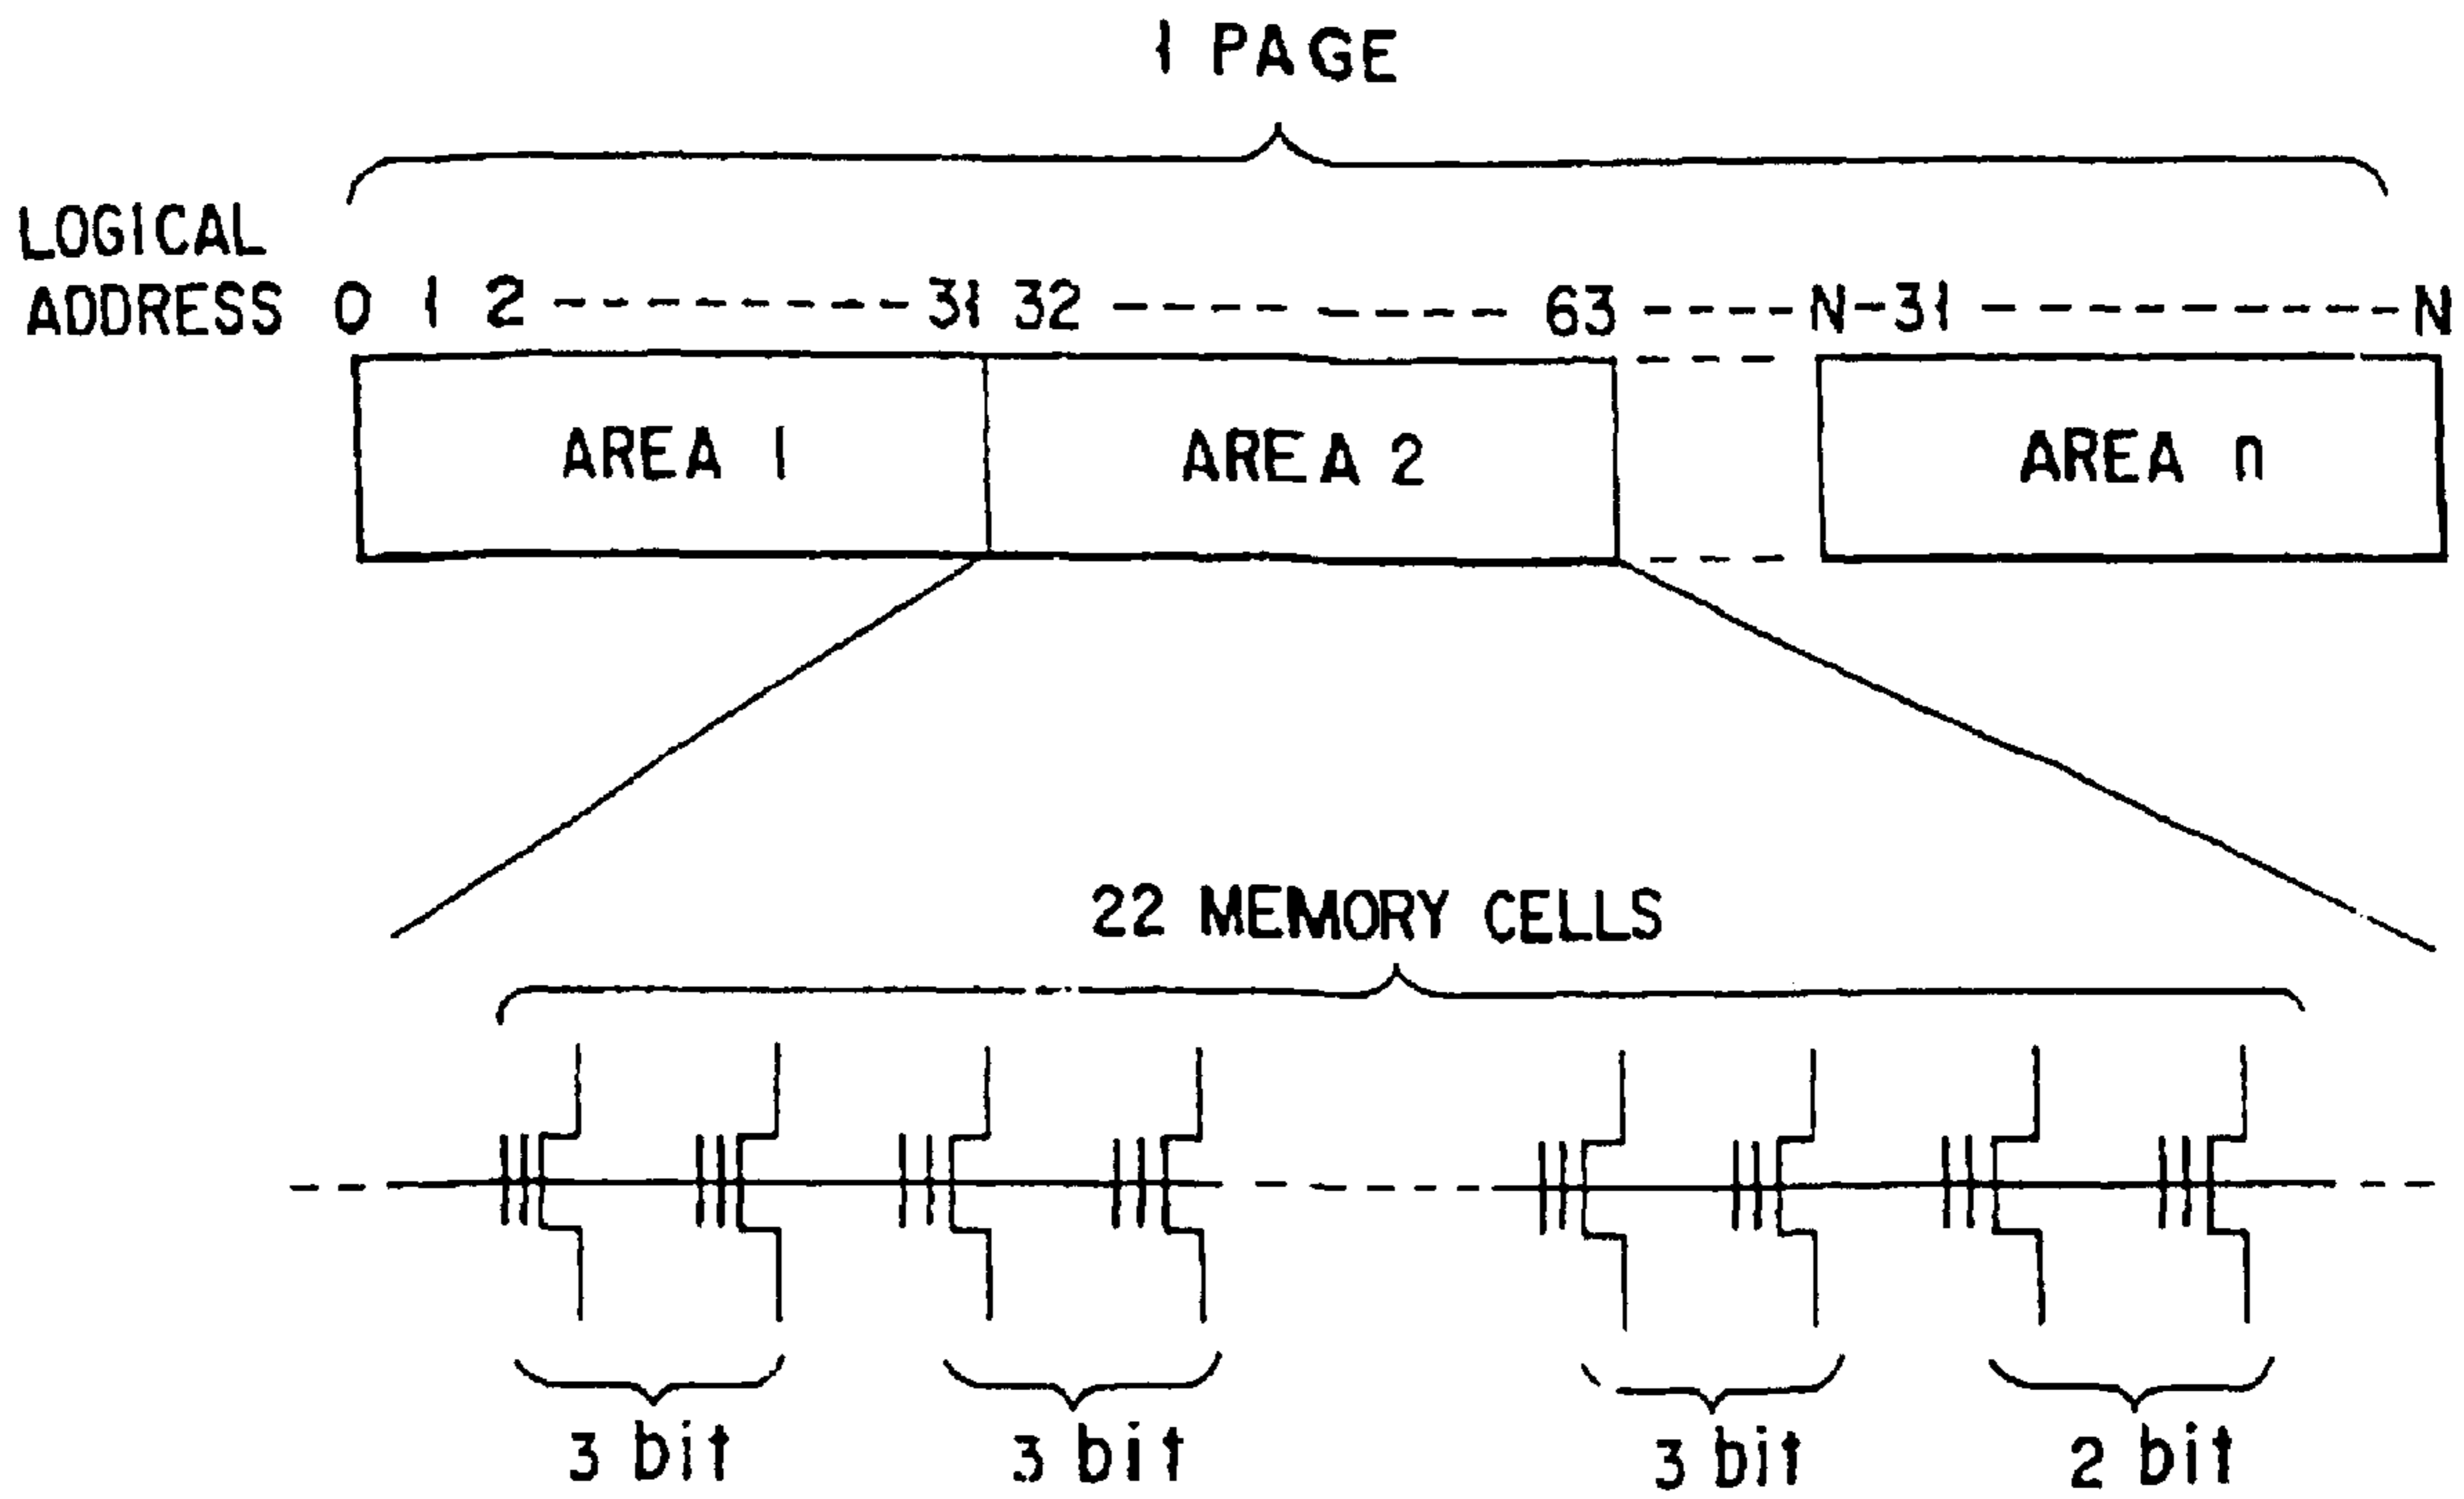 1 PAGE
LOGICAL
ADDRESS 0 1 2 ---------- 31 32 ---- ----- 63 ----N-31 -----------N
AREA 1 AREA 2 AREA n
22 MEMORY CELLS
3 bit 3 bit 3 bit 2 bit